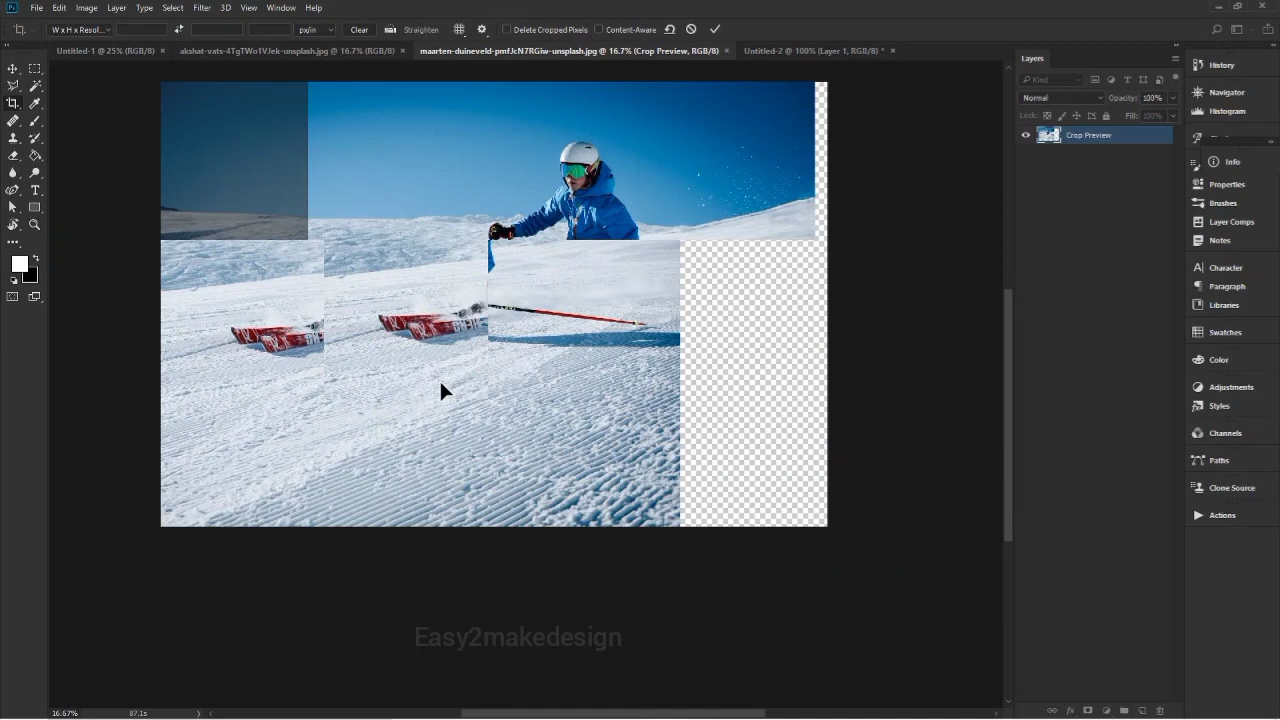 Ps File Edit Image Layer Type Select Filter 3D View Window Help
W x H x Resol... px/in Clear Straighten Delete Cropped Pixels Content-Aware
Untitled-1 @ 25% (RGB/8) × akshat-vats-4TgTWo1VJek-unsplash.jpg @ 16.7% (RGB/8) × maarten-duineveld-pmfJcN7RGiw-unsplash.jpg @ 16.7% (Crop Preview, RGB/8) × Untitled-2 @ 100% (Layer 1, RGB/8) * ×
Layers
Kind
Normal Opacity: 100%
Lock: Fill: 100%
Crop Preview
History
Navigator
Histogram
Info
Properties
Brushes
Layer Comps
Notes
Character
Paragraph
Libraries
Swatches
Color
Adjustments
Styles
Channels
Paths
Clone Source
Actions
Easy2makedesign
16.67% 87.1s